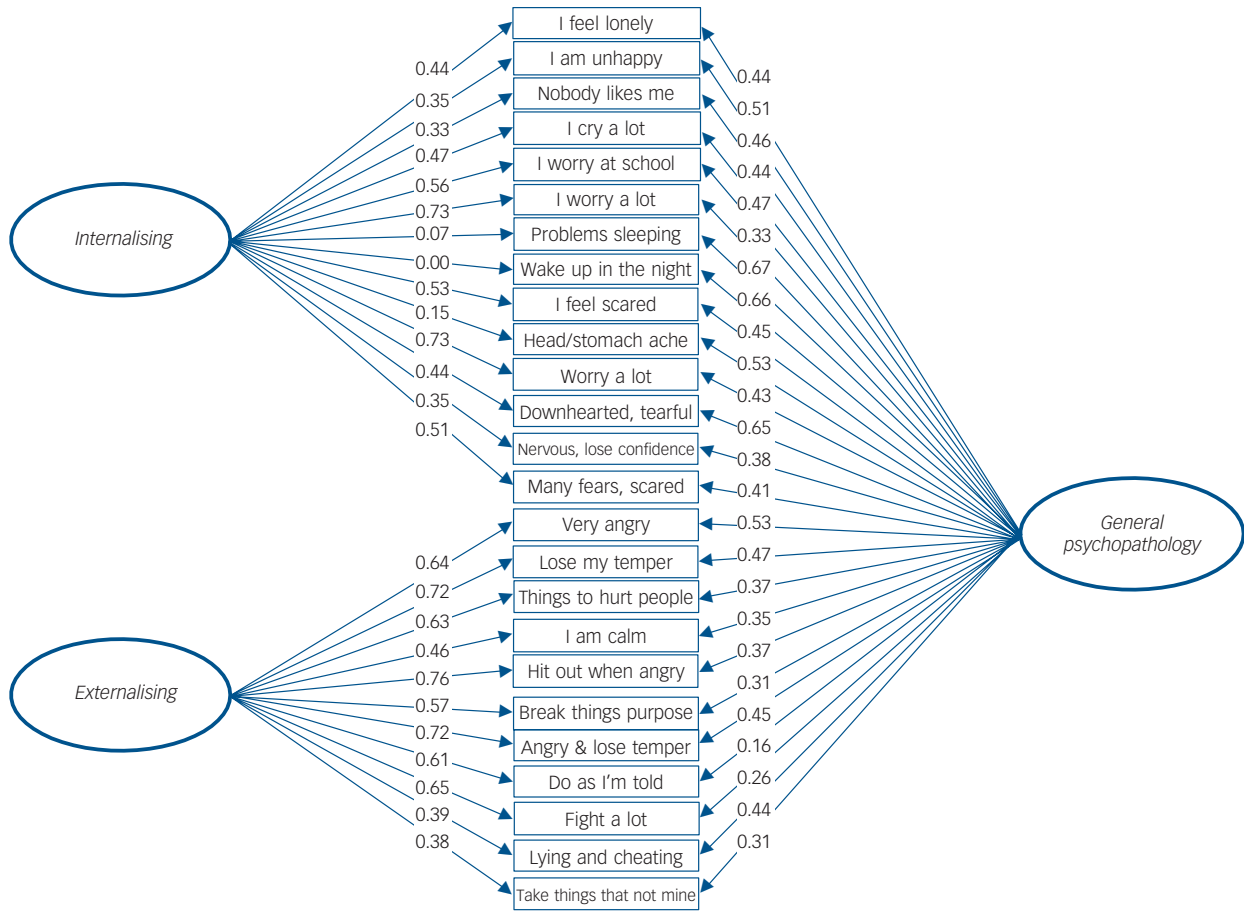 I feel lonely
I am unhappy
0.44
0.44
Nobody likes me
0.35
0.51
I cry a lot
0.33
0.46
I worry at school
0.47
0.44
0.56
0.47
I worry a lot
0.73
0.33
Internalising
Problems sleeping
0.07
0.67
Wake up in the night
0.00
0.66
I feel scared
0.53
0.45
Head/stomach ache
0.15
0.53
Worry a lot
0.73
0.43
Downhearted, tearful
0.44
0.65
Nervous, lose confidence
0.35
0.38
Many fears, scared
0.51
0.41
Very angry
0.53
General
psychopathology
Lose my temper
0.64
0.47
Things to hurt people
0.72
0.37
I am calm
0.63
0.35
0.46
0.37
Hit out when angry
0.76
0.31
Externalising
Break things purpose
0.57
0.45
Angry & lose temper
0.72
0.16
Do as I'm told
0.61
0.26
Fight a lot
0.65
0.44
Lying and cheating
0.39
0.31
0.38
Take things that not mine